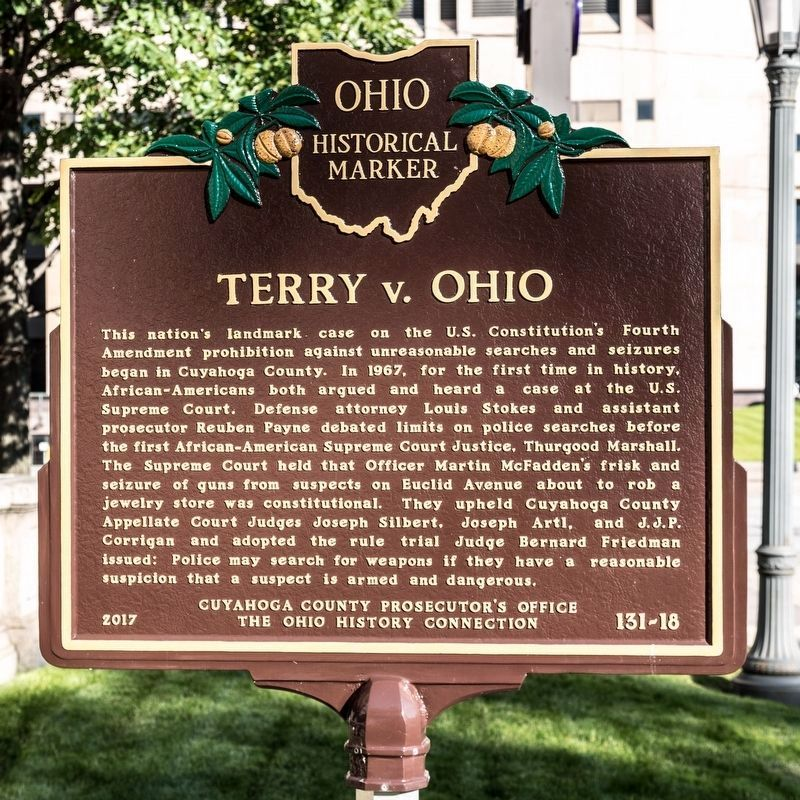 OHIO
HISTORICAL
MARKER
TERRY v. OHIO
This nation's landmark case on the U.S. Constitution's Fourth
Amendment prohibition against unreasonable searches and seizures
began in Cuyahoga County. In 1967, for the first time in history,
African-Americans both argued and heard a case at the U.S.
Supreme Court. Defense attorney Louis Stokes and assistant
prosecutor Reuben Payne debated limits on police searches before
the first African-American Supreme Court Justice, Thurgood Marshall.
The Supreme Court held that Officer Martin McFadden's frisk and
seizure of guns from suspects on Euclid Avenue about to rob a
jewelry store was constitutional. They upheld Cuyahoga County
Appellate Court Judges Joseph Silbert, Joseph Artl, and J.J.P.
Corrigan and adopted the rule trial Judge Bernard Friedman
issued: Police may search for weapons if they have a reasonable
suspicion that a suspect is armed and dangerous.
CUYAHOGA COUNTY PROSECUTOR'S OFFICE
2017 THE OHIO HISTORY CONNECTION 131-18